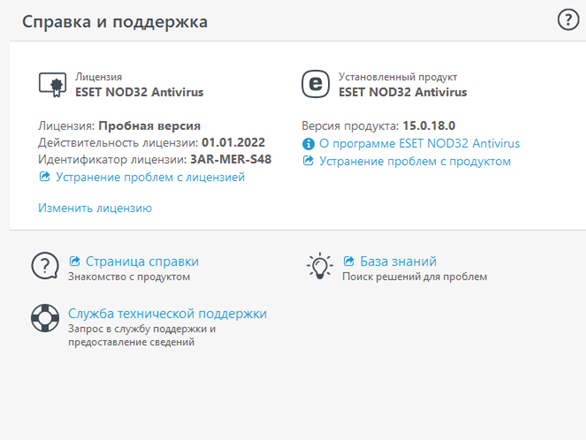 Справка и поддержка
?
Лицензия
ESET NOD32 Antivirus
Лицензия: Пробная версия
Действительность лицензии: 01.01.2022
Идентификатор лицензии: 3AR-MER-S48
Устранение проблем с лицензией
Изменить лицензию
e
Установленный продукт
ESET NOD32 Antivirus
Версия продукта: 15.0.18.0
О программе ESET NOD32 Antivirus
Устранение проблем с продуктом
?
Страница справки
Знакомство с продуктом
База знаний
Поиск решений для проблем
Служба технической поддержки
Запрос в службу поддержки и
предоставление сведений